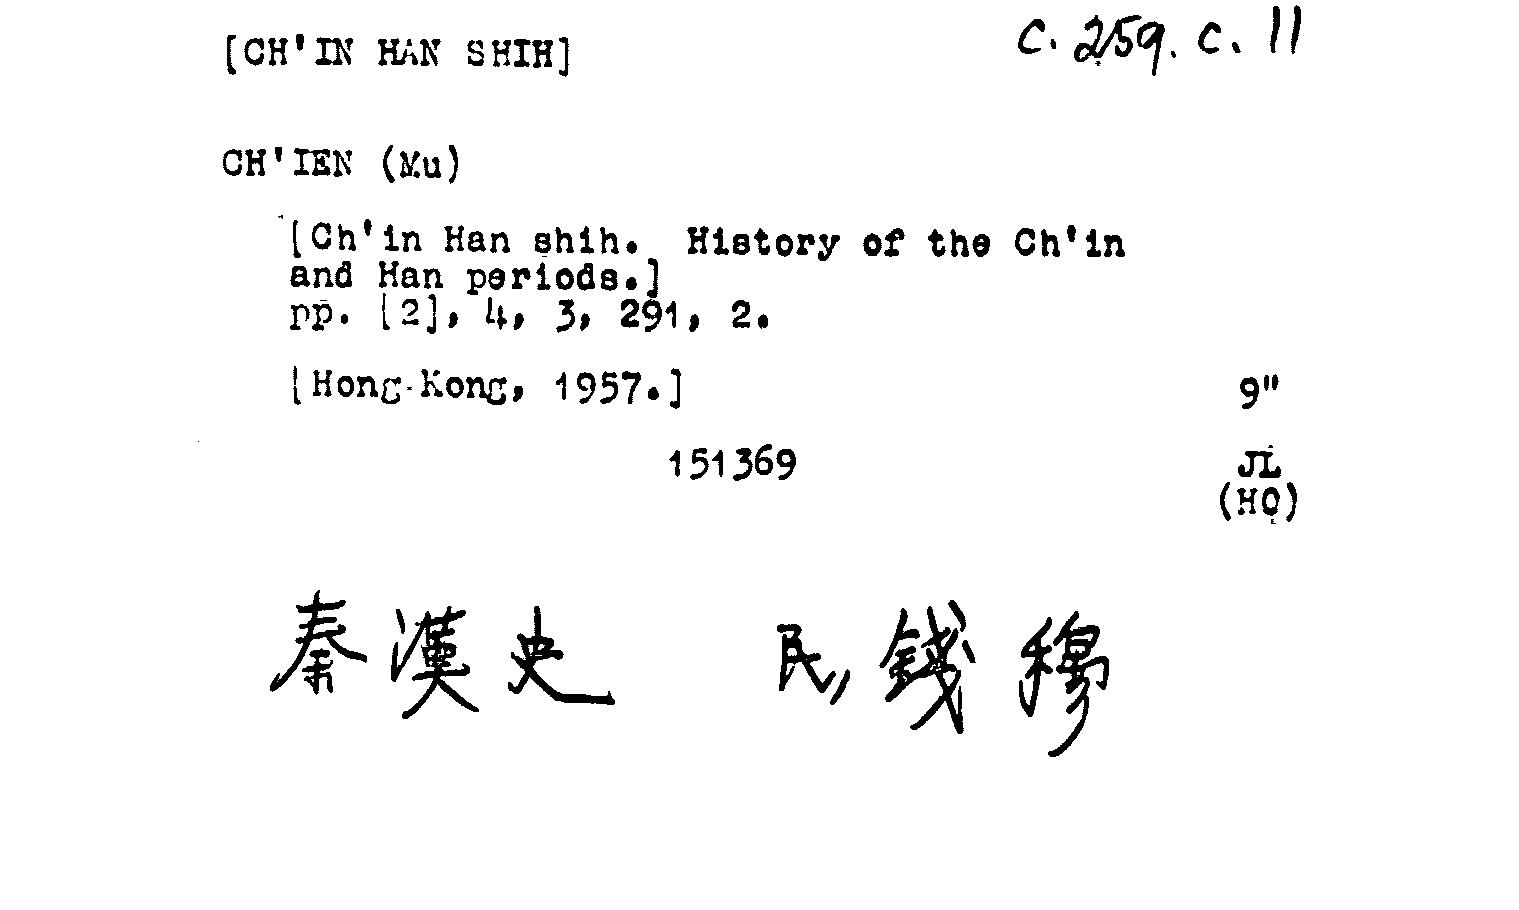 [CH'IN HAN SHIH]
c. 259. c. 11
CH'IEN (Mu)
[Ch'in Han shih. History of the Ch'in
and Han periods.]
pp. [2], 4, 3, 291, 2.
[Hong-Kong, 1957.]
9"
151369
JL
(HO)
秦漢史 民〃錢穆